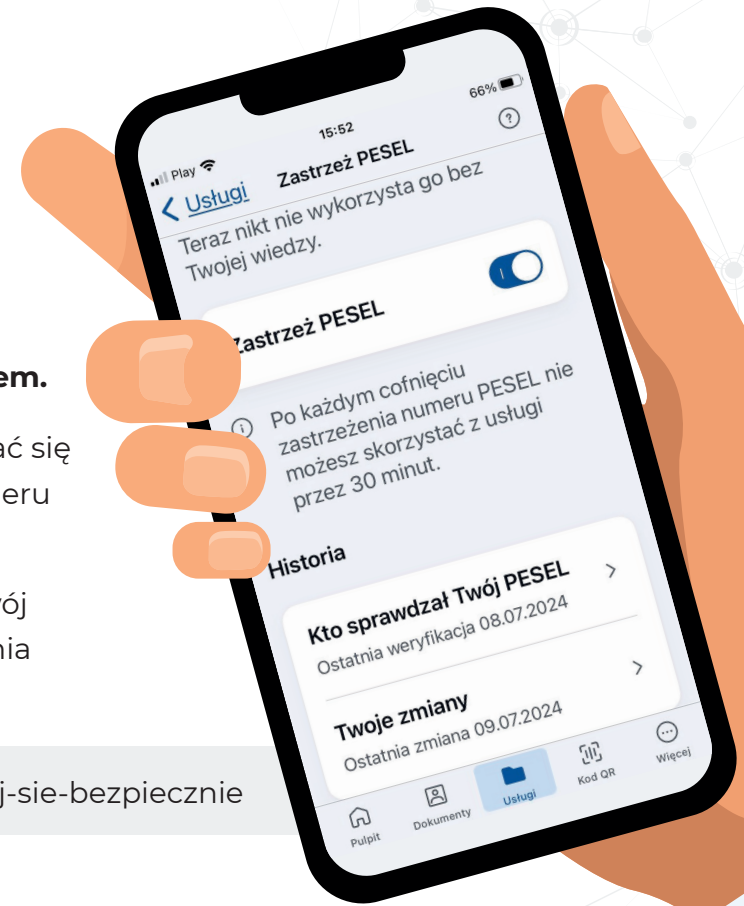 em.
ać się
eru
ój
nia
j-sie-bezpiecznie
Play
15:52
66%
Usługi
Zastrzeż PESEL
Teraz nikt nie wykorzysta go bez
Twojej wiedzy.
Zastrzeż PESEL
Po każdym cofnięciu
zastrzeżenia numeru PESEL nie
możesz skorzystać z usługi
przez 30 minut.
Historia
Kto sprawdzał Twój PESEL
Ostatnia weryfikacja 08.07.2024
Twoje zmiany
Ostatnia zmiana 09.07.2024
Pulpit
Dokumenty
Usługi
Kod QR
Więcej